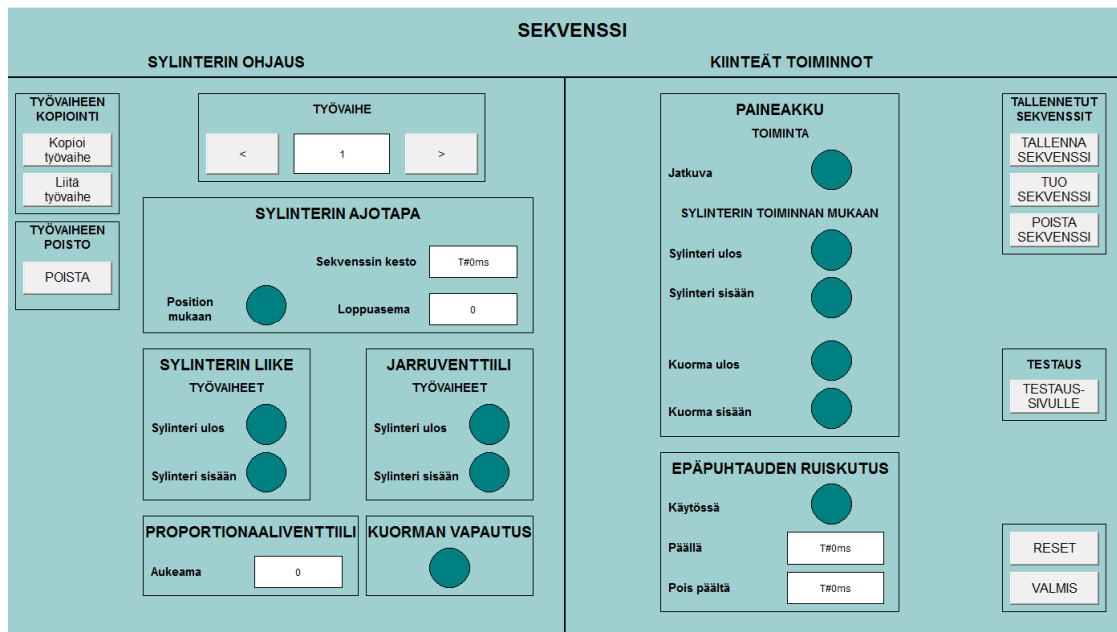 SEKVENSSI
SYLINTERIN OHJAUS
KIINTEÄT TOIMINNOT
TYÖVAIHEEN
KOPIOINTI
Kopioi
työvaihe
Liitä
työvaihe
TYÖVAIHEEN
POISTO
POISTA
TYÖVAIHE
<
1
>
SYLINTERIN AJOTAPA
Sekvenssin kesto
T#0ms
Position
mukaan
Loppuasema
0
SYLINTERIN LIIKE
TYÖVAIHEET
Sylinteri ulos
Sylinteri sisään
JARRUVENTTIILI
TYÖVAIHEET
Sylinteri ulos
Sylinteri sisään
PROPORTIONAALIVENTTIILI
Aukeama
0
KUORMAN VAPAUTUS
PAINEAKKU
TOIMINTA
Jatkuva
SYLINTERIN TOIMINNAN MUKAAN
Sylinteri ulos
Sylinteri sisään
Kuorma ulos
Kuorma sisään
EPÄPUHTAUDEN RUISKUTUS
Käytössä
Päällä
T#0ms
Pois päältä
T#0ms
TALLENNETUT
SEKVENSSIT
TALLENNA
SEKVENSSI
TUO
SEKVENSSI
POISTA
SEKVENSSI
TESTAUS
TESTAUS-
SIVULLE
RESET
VALMIS